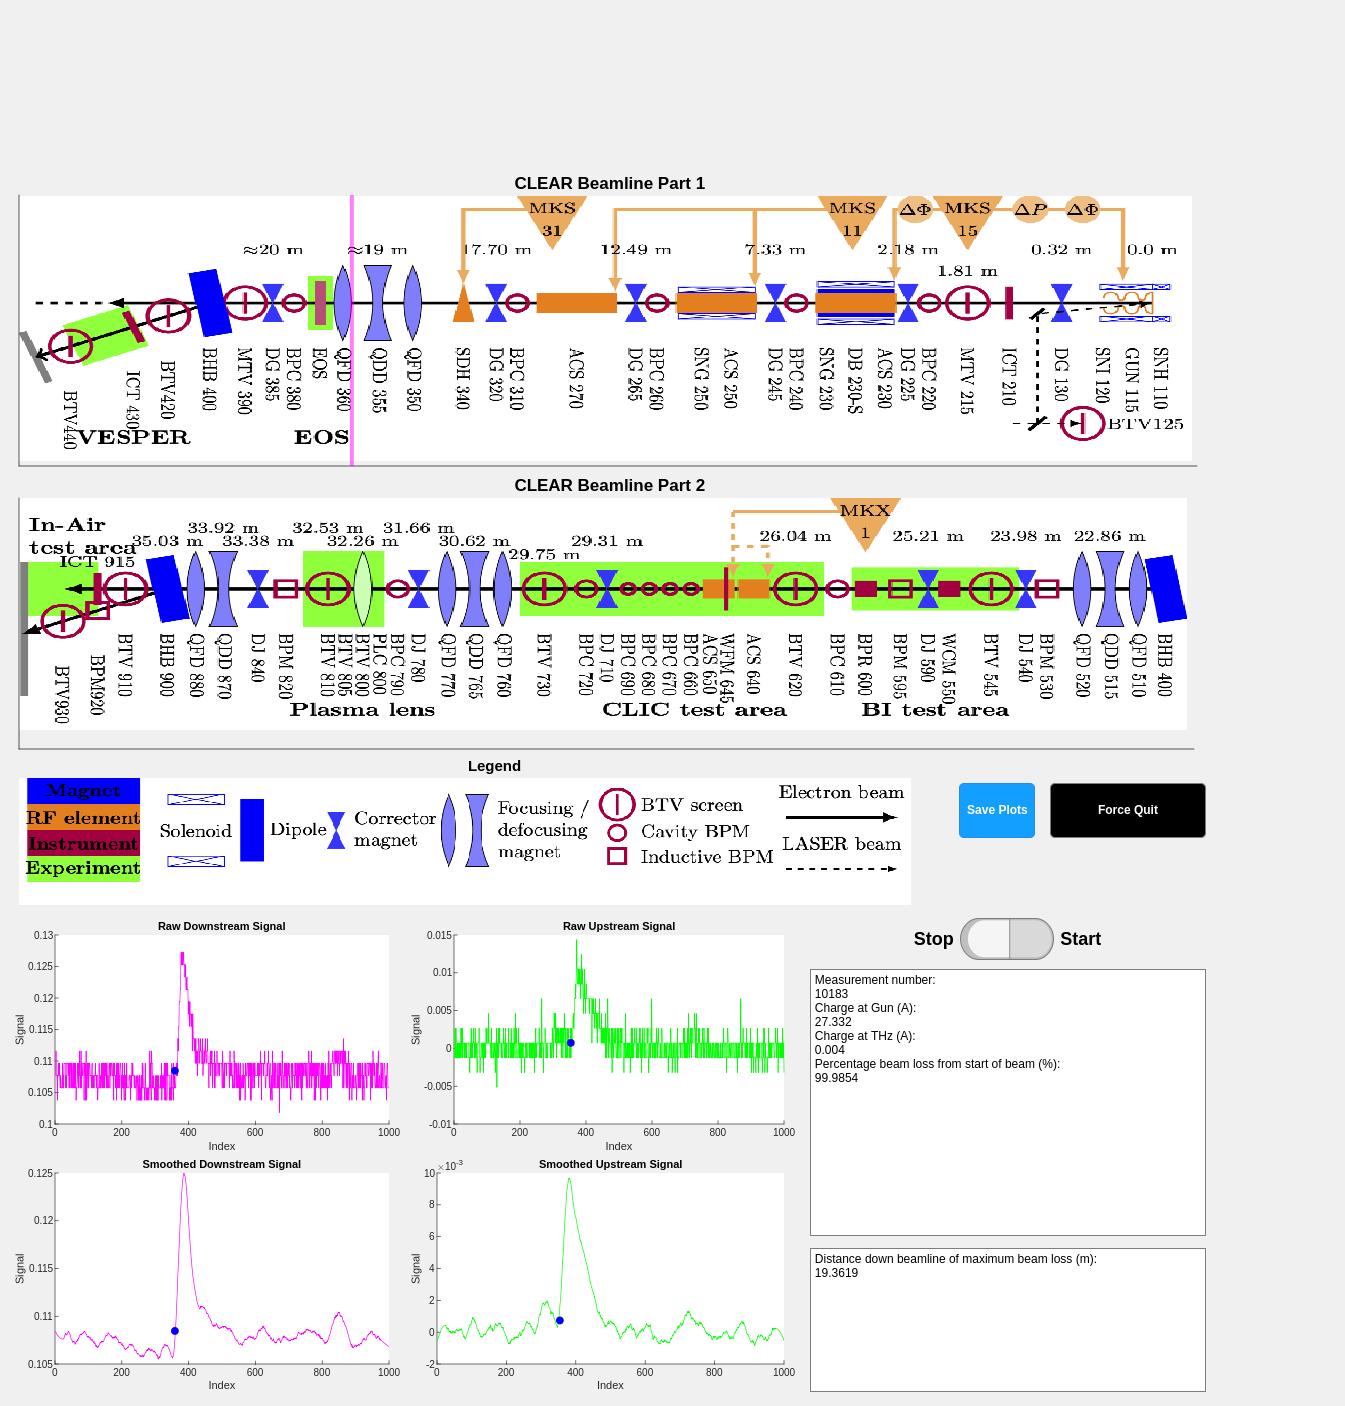 CLEAR Beamline Part 1
MKS 31
MKS 11
ΔΦ
MKS 15
ΔP
ΔΦ
≈20 m
≈19 m
17.70 m
12.49 m
7.33 m
2.18 m
1.81 m
0.32 m
0.0 m
BTV440
ICT 430
BTV420
BHB 400
MTV 390
DG 385
BPC 380
EOS
QFD 360
QDD 355
QFD 350
SDH 340
DG 320
BPC 310
ACS 270
DG 265
BPC 260
SNG 250
ACS 250
DG 245
BPC 240
SNG 230
DB 230-S
ACS 230
DG 225
BPC 220
MTV 215
ICT 210
DG 130
SNI 120
GUN 115
SNH 110
BTV125
VESPER
EOS
CLEAR Beamline Part 2
MKX 1
In-Air
test area
ICT 915
35.03 m
33.92 m
33.38 m
32.53 m
32.26 m
31.66 m
30.62 m
29.75 m
29.31 m
26.04 m
25.21 m
23.98 m
22.86 m
BTV930
BPM920
BTV 910
BHB 900
QFD 880
QDD 870
DJ 840
BPM 820
BTV 810
BTV 805
BTV 800
PLC 800
BPC 790
DJ 780
QFD 770
QDD 765
QFD 760
BTV 730
BPC 720
DJ 710
BPC 690
BPC 680
BPC 670
BPC 660
ACS 650
WFM 645
ACS 640
BTV 620
BPC 610
BPR 600
BPM 595
DJ 590
WCM 550
BTV 545
DJ 540
BPM 530
QFD 520
QDD 515
QFD 510
BHB 400
Plasma lens
CLIC test area
BI test area
Legend
Magnet
RF element
Instrument
Experiment
Solenoid
Dipole
Corrector
magnet
Focusing /
defocusing
magnet
BTV screen
Cavity BPM
Inductive BPM
Electron beam
LASER beam
Save Plots
Force Quit
Stop
Start
Raw Downstream Signal
Signal
0.13
0.125
0.12
0.115
0.11
0.105
0.1
0 200 400 600 800 1000
Index
Raw Upstream Signal
Signal
0.015
0.01
0.005
0
-0.005
-0.01
0 200 400 600 800 1000
Index
Measurement number:
10183
Charge at Gun (A):
27.332
Charge at THz (A):
0.004
Percentage beam loss from start of beam (%):
99.9854
Smoothed Downstream Signal
Signal
0.125
0.12
0.115
0.11
0.105
0 200 400 600 800 1000
Index
Smoothed Upstream Signal
×10-3
Signal
10
8
6
4
2
0
-2
0 200 400 600 800 1000
Index
Distance down beamline of maximum beam loss (m):
19.3619